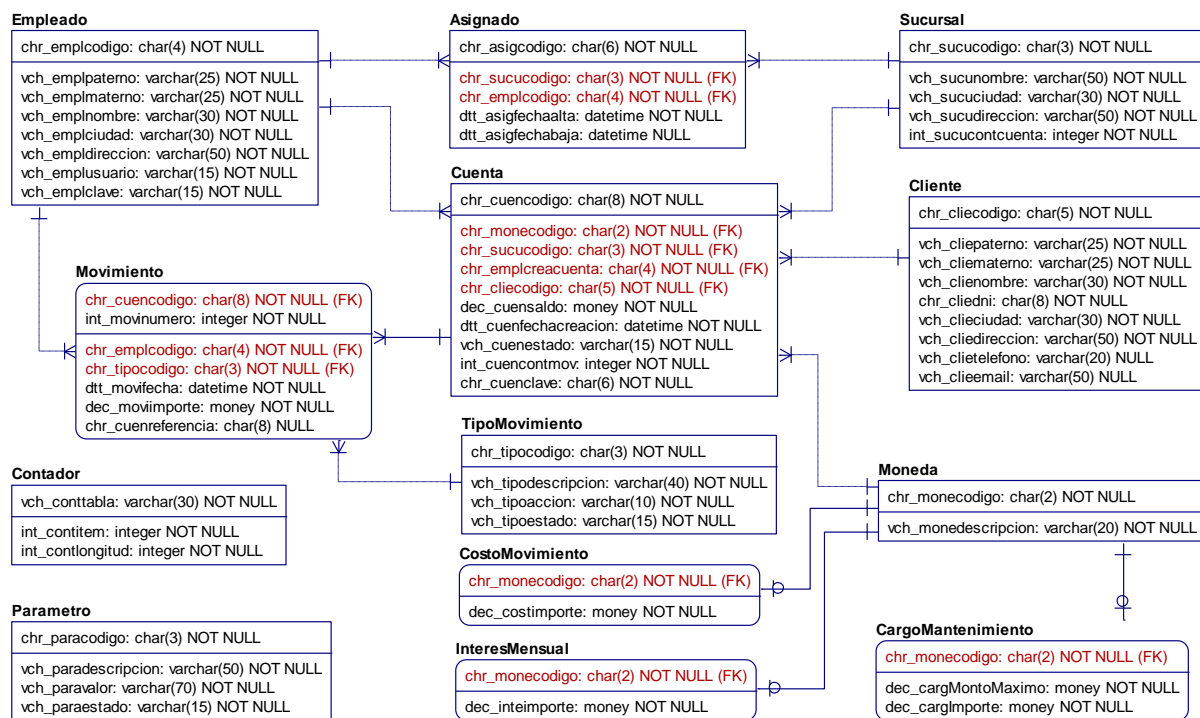 Empleado
chr_emplcodigo: char(4) NOT NULL
vch_emplpaterno: varchar(25) NOT NULL
vch_emplmaterno: varchar(25) NOT NULL
vch_emplnombre: varchar(30) NOT NULL
vch_emplciudad: varchar(30) NOT NULL
vch_empldireccion: varchar(50) NOT NULL
vch_emplusuario: varchar(15) NOT NULL
vch_emplclave: varchar(15) NOT NULL
Asignado
chr_asigcodigo: char(6) NOT NULL
chr_sucucodigo: char(3) NOT NULL (FK)
chr_emplcodigo: char(4) NOT NULL (FK)
dtt_asigfechaalta: datetime NOT NULL
dtt_asigfechabaja: datetime NULL
Sucursal
chr_sucucodigo: char(3) NOT NULL
vch_sucunombre: varchar(50) NOT NULL
vch_sucuciudad: varchar(30) NOT NULL
vch_sucudireccion: varchar(50) NOT NULL
int_sucucontcuenta: integer NOT NULL
Cuenta
chr_cuencodigo: char(8) NOT NULL
chr_monecodigo: char(2) NOT NULL (FK)
chr_sucucodigo: char(3) NOT NULL (FK)
chr_emplcreacuenta: char(4) NOT NULL (FK)
chr_cliecodigo: char(5) NOT NULL (FK)
dec_cuensaldo: money NOT NULL
dtt_cuenfechacreacion: datetime NOT NULL
vch_cuenestado: varchar(15) NOT NULL
int_cuencontmov: integer NOT NULL
chr_cuenclave: char(6) NOT NULL
Cliente
chr_cliecodigo: char(5) NOT NULL
vch_cliepaterno: varchar(25) NOT NULL
vch_cliematerno: varchar(25) NOT NULL
vch_clienombre: varchar(30) NOT NULL
chr_cliedni: char(8) NOT NULL
vch_clieciudad: varchar(30) NOT NULL
vch_cliedireccion: varchar(50) NOT NULL
vch_clietelefono: varchar(20) NULL
vch_clieemail: varchar(50) NULL
Movimiento
chr_cuencodigo: char(8) NOT NULL (FK)
int_movinumero: integer NOT NULL
chr_emplcodigo: char(4) NOT NULL (FK)
chr_tipocodigo: char(3) NOT NULL (FK)
dtt_movifecha: datetime NOT NULL
dec_moviimporte: money NOT NULL
chr_cuenreferencia: char(8) NULL
TipoMovimiento
chr_tipocodigo: char(3) NOT NULL
vch_tipodescripcion: varchar(40) NOT NULL
vch_tipoaccion: varchar(10) NOT NULL
vch_tipoestado: varchar(15) NOT NULL
Contador
vch_conttabla: varchar(30) NOT NULL
int_contitem: integer NOT NULL
int_contlongitud: integer NOT NULL
Moneda
chr_monecodigo: char(2) NOT NULL
vch_monedescripcion: varchar(20) NOT NULL
CostoMovimiento
chr_monecodigo: char(2) NOT NULL (FK)
dec_costimporte: money NOT NULL
Parametro
chr_paracodigo: char(3) NOT NULL
vch_paradescripcion: varchar(50) NOT NULL
vch_paravalor: varchar(70) NOT NULL
vch_paraestado: varchar(15) NOT NULL
InteresMensual
chr_monecodigo: char(2) NOT NULL (FK)
dec_inteimporte: money NOT NULL
CargoMantenimiento
chr_monecodigo: char(2) NOT NULL (FK)
dec_cargMontoMaximo: money NOT NULL
dec_cargImporte: money NOT NULL